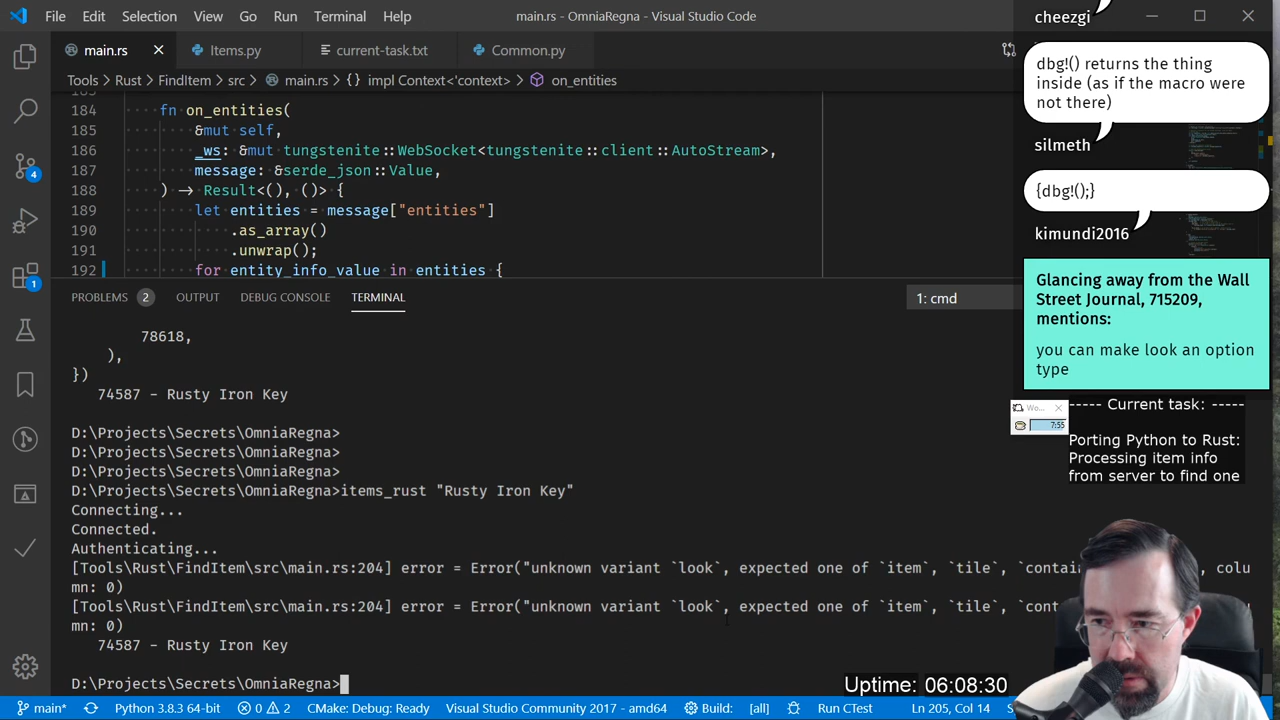 File Edit Selection View Go Run Terminal Help
main.rs - OmniaRegna - Visual Studio Code
cheezgi
main.rs Items.py current-task.txt Common.py
Tools > Rust > FindItem > src > main.rs > {} impl Context<'context> > on_entities
dbg!() returns the thing
inside (as if the macro were
not there)
silmeth
{dbg!();}
kimundi2016
Glancing away from the Wall
Street Journal, 715209,
mentions:
you can make look an option
type
184 fn on_entities(
185 &mut self,
186 _ws: &mut tungstenite::WebSocket<tungstenite::client::AutoStream>,
187 message: &serde_json::Value,
188 ) -> Result<(), ()> {
189 let entities = message["entities"]
190 .as_array()
191 .unwrap();
192 for entity_info_value in entities {
PROBLEMS 2 OUTPUT DEBUG CONSOLE TERMINAL
1: cmd
78618,
),
})
74587 - Rusty Iron Key
D:\Projects\Secrets\OmniaRegna>
D:\Projects\Secrets\OmniaRegna>
D:\Projects\Secrets\OmniaRegna>
D:\Projects\Secrets\OmniaRegna>items_rust "Rusty Iron Key"
Connecting...
Connected.
Authenticating...
[Tools\Rust\FindItem\src\main.rs:204] error = Error("unknown variant `look`, expected one of `item`, `tile`, `contai , colu
mn: 0)
[Tools\Rust\FindItem\src\main.rs:204] error = Error("unknown variant `look`, expected one of `item`, `tile`, `cont colu
mn: 0)
74587 - Rusty Iron Key
D:\Projects\Secrets\OmniaRegna>
Wo...
7:55
----- Current task: -----
Porting Python to Rust:
Processing item info
from server to find one
Uptime: 06:08:30
4
1
main* Python 3.8.3 64-bit 0 2 CMake: Debug: Ready Visual Studio Community 2017 - amd64 Build: [all] Run CTest Ln 205, Col 14